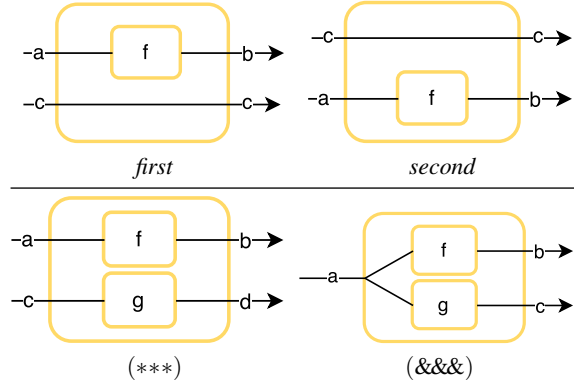 a f b
c c
first
c c
a f b
second
a f b
c g d
(***)
a f b
g c
(&&&)